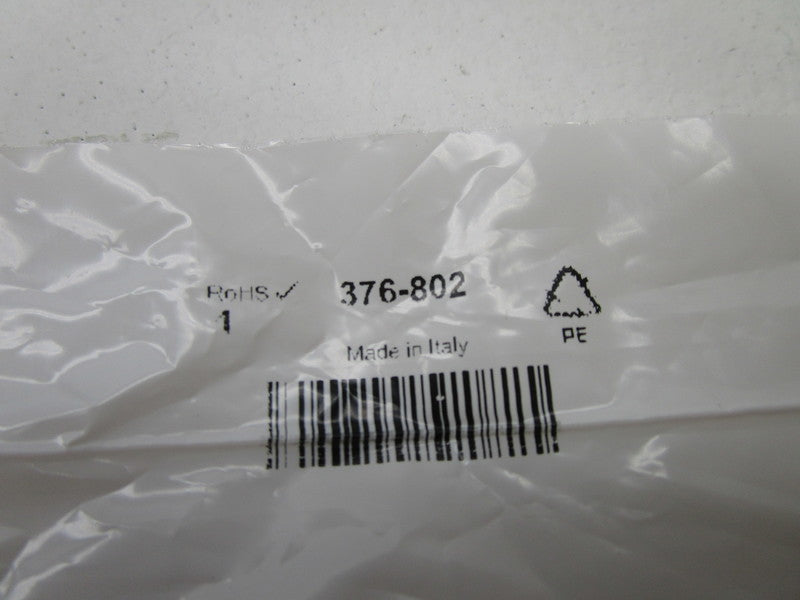 RoHS ✓ 376-802
1
PE
Made in Italy